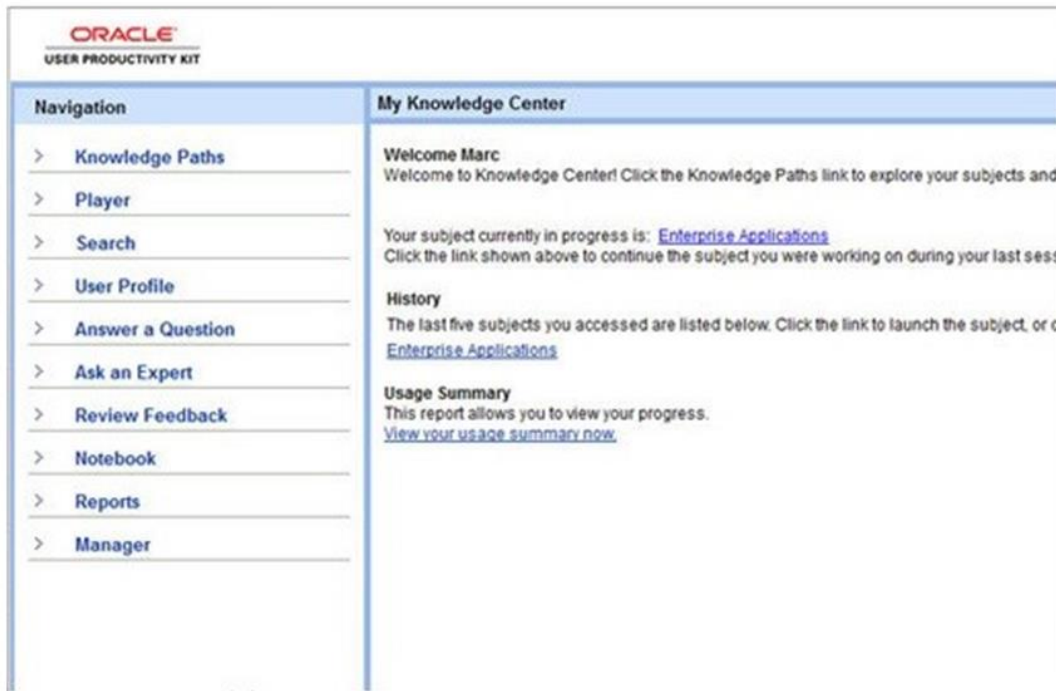 ORACLE
USER PRODUCTIVITY KIT
Navigation
Knowledge Paths
Player
Search
User Profile
Answer a Question
Ask an Expert
Review Feedback
Notebook
Reports
Manager
My Knowledge Center
Welcome Marc
Welcome to Knowledge Center! Click the Knowledge Paths link to explore your subjects and
Your subject currently in progress is: Enterprise Applications
Click the link shown above to continue the subject you were working on during your last
History
The last five subjects you accessed are listed below. Click the link to launch the subject, or
Enterprise Applications
Usage Summary
This report allows you to view your progress.
View your usage summary now.